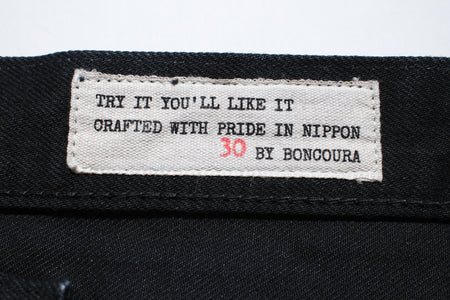 TRY IT YOU'LL LIKE IT
CRAFTED WITH PRIDE IN NIPPON
30 BY BONCOURA